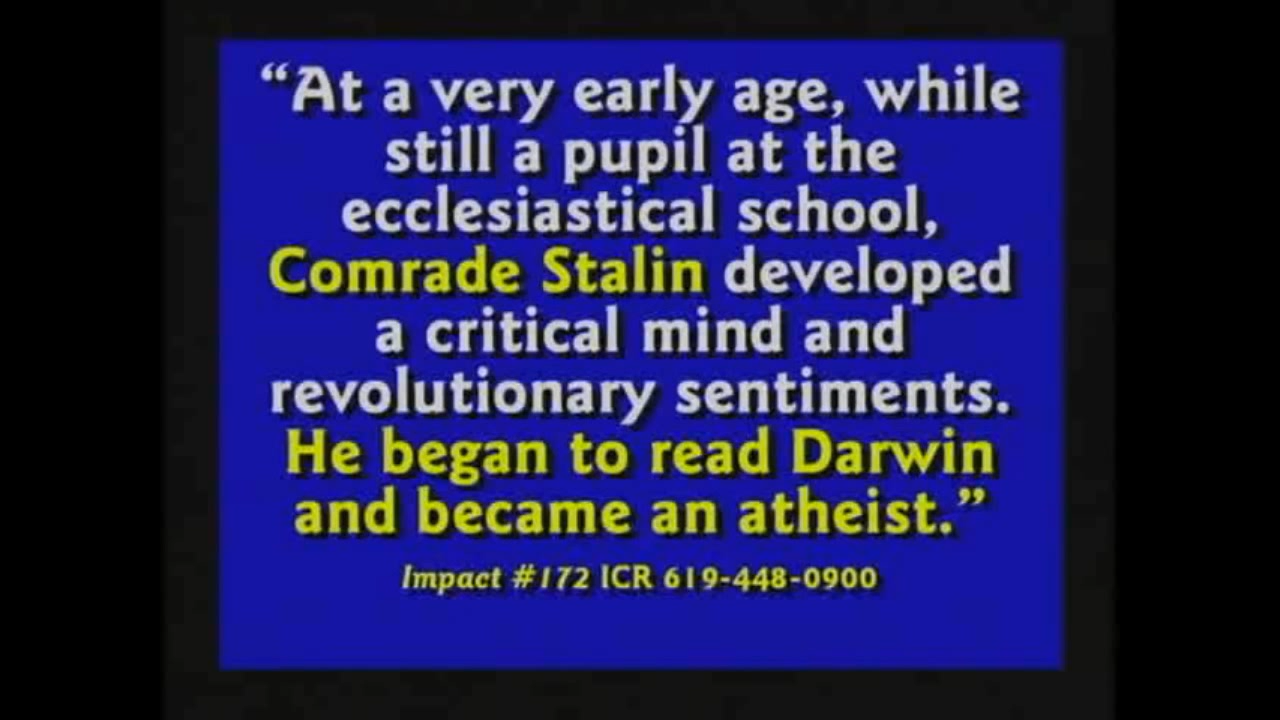 “At a very early age, while
still a pupil at the
ecclesiastical school,
Comrade Stalin developed
a critical mind and
revolutionary sentiments.
He began to read Darwin
and became an atheist.”
Impact #172 ICR 619-448-0900